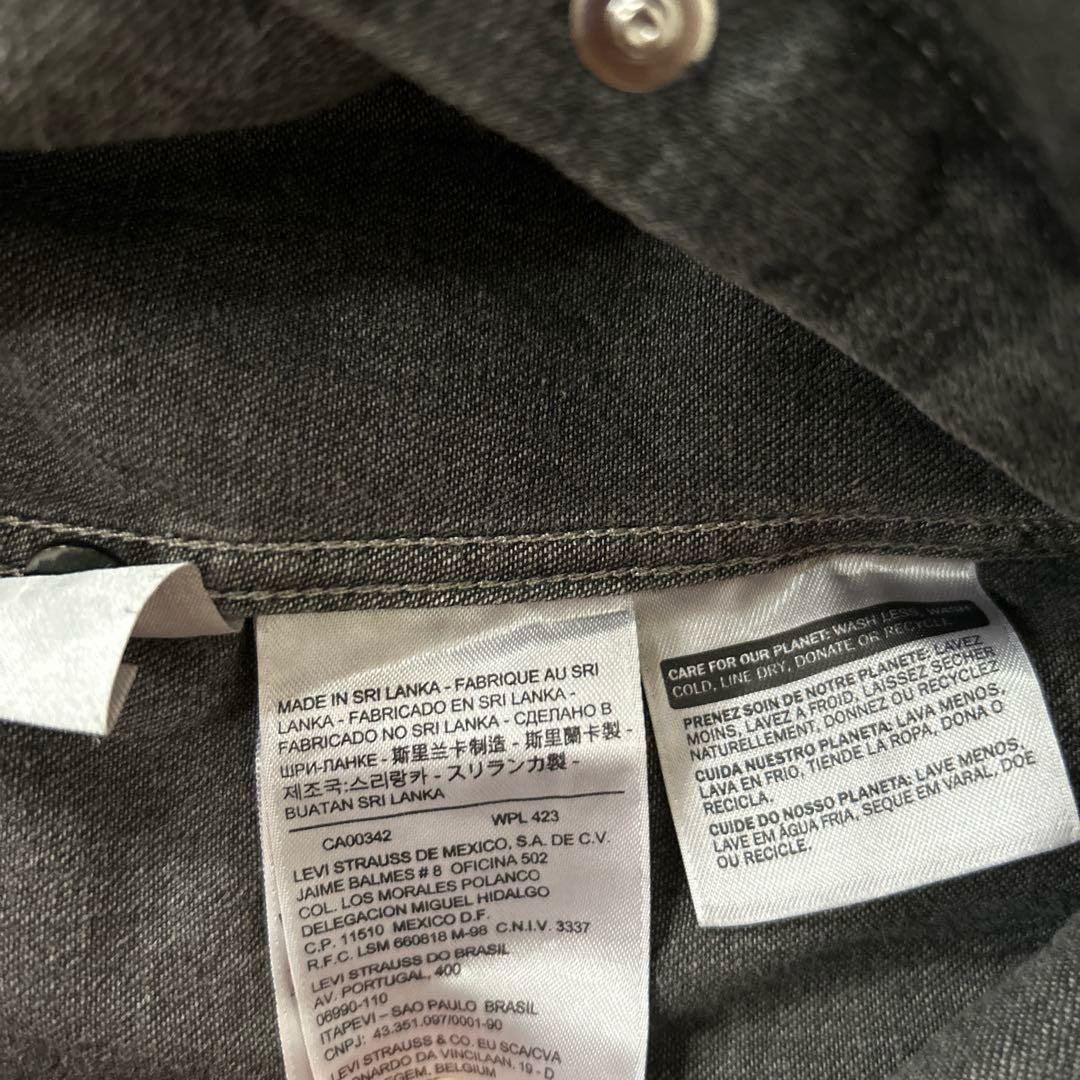 MADE IN SRI LANKA - FABRIQUE AU SRI
LANKA - FABRICADO EN SRI LANKA -
FABRICADO NO SRI LANKA - СДЕЛАНО В
ШРИ-ЛАНКЕ - 斯里兰卡制造 - 斯里蘭卡製 -
제조국:스리랑카 - スリランカ製 -
BUATAN SRI LANKA
CA00342 WPL 423
LEVI STRAUSS DE MEXICO, S.A. DE C.V.
JAIME BALMES # 8 OFICINA 502
COL. LOS MORALES POLANCO
DELEGACION MIGUEL HIDALGO
C.P. 11510 MEXICO D.F.
R.F.C. LSM 660818 M-98 C.N.I.V. 3337
LEVI STRAUSS DO BRASIL
AV. PORTUGAL, 400
06990-110
ITAPEVI – SAO PAULO BRASIL
CNPJ: 43.351.097/0001-90
LEVI STRAUSS & CO. EU SCA/CVA
LEONARDO DA VINCILAAN, 19 - D
EGEM, BELGIUM
CARE FOR OUR PLANET: WASH LESS, WASH
COLD, LINE DRY, DONATE OR RECYCLE
PRENEZ SOIN DE NOTRE PLANETE: LAVEZ
MOINS, LAVEZ A FROID, LAISSEZ SÉCHER
NATURELLEMENT, DONNEZ OU RECYCLEZ
CUIDA NUESTRO PLANETA: LAVA MENOS,
LAVA EN FRIO, TIENDE LA ROPA, DONA O
RECICLA.
CUIDE DO NOSSO PLANETA: LAVE MENOS,
LAVE EM ÁGUA FRIA, SEQUE EM VARAL, DOE
OU RECICLE.